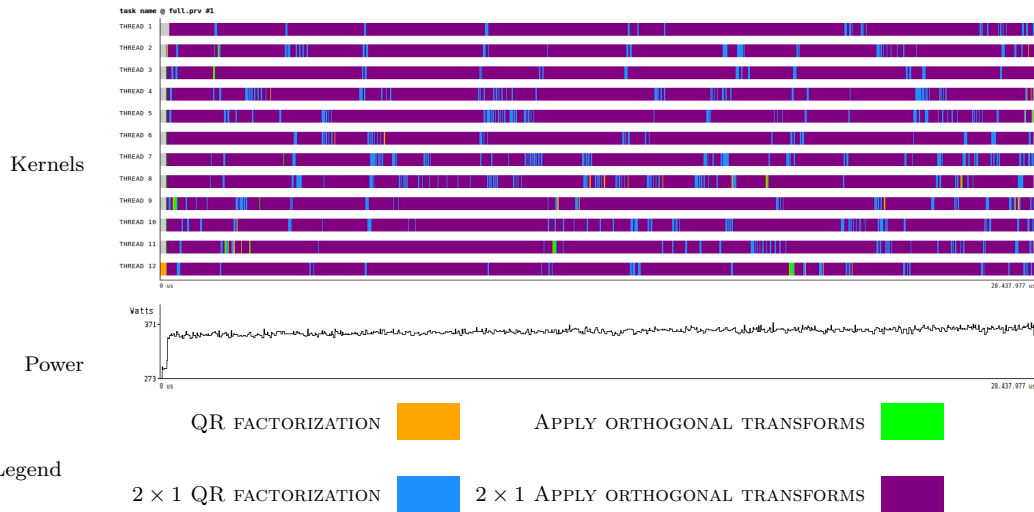 task name @ full.prv #1
THREAD 1
THREAD 2
THREAD 3
THREAD 4
THREAD 5
THREAD 6
Kernels
THREAD 7
THREAD 8
THREAD 9
THREAD 10
THREAD 11
THREAD 12
0 us 28.437.977 us
Watts
371
Power
273
0 us 28.437.977 us
QR FACTORIZATION APPLY ORTHOGONAL TRANSFORMS
Legend
2 × 1 QR FACTORIZATION 2 × 1 APPLY ORTHOGONAL TRANSFORMS